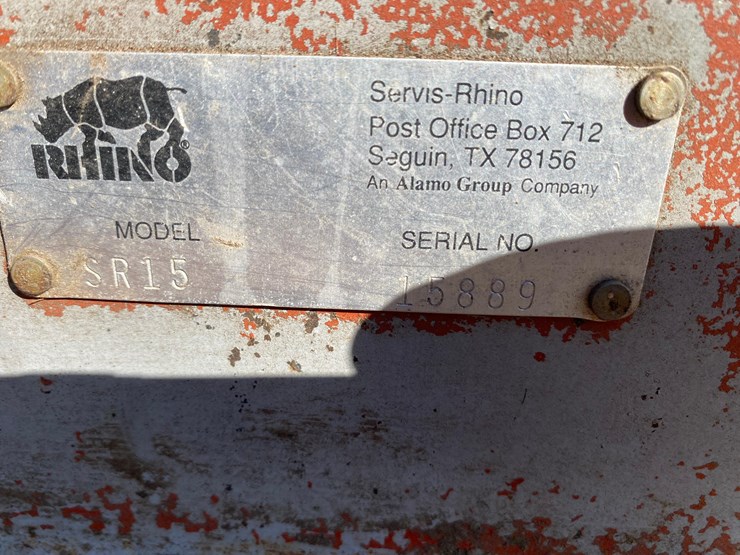 RHINO®
Servis-Rhino
Post Office Box 712
Seguin, TX 78156
An Alamo Group Company
MODEL
SR15
SERIAL NO.
15889